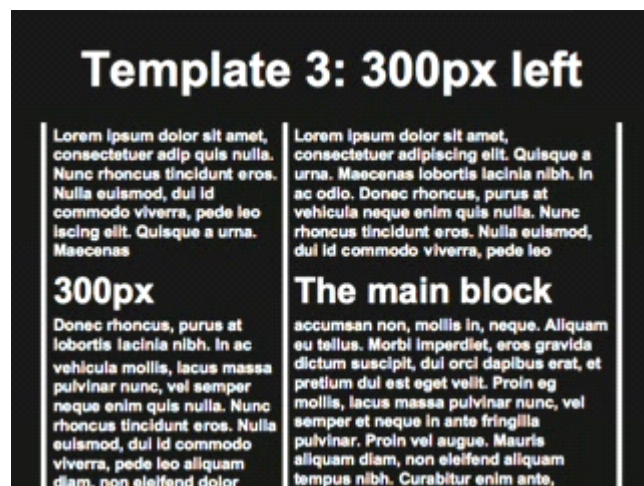 Template 3: 300px left
Lorem ipsum dolor sit amet,
consectetuer adip quis nulla.
Nunc rhoncus tincidunt eros.
Nulla euismod, dui id
commodo viverra, pede leo
iscing elit. Quisque a urna.
Maecenas
300px
Donec rhoncus, purus at
lobortis lacinia nibh. In ac
vehicula mollis, lacus massa
pulvinar nunc, vel semper
neque enim quis nulla. Nunc
rhoncus tincidunt eros. Nulla
euismod, dui id commodo
viverra, pede leo aliquam
diam, non eleifend dolor
Lorem ipsum dolor sit amet,
consectetuer adipiscing elit. Quisque a
urna. Maecenas lobortis lacinia nibh. In
ac odio. Donec rhoncus, purus at
vehicula neque enim quis nulla. Nunc
rhoncus tincidunt eros. Nulla euismod,
dui id commodo viverra, pede leo
The main block
accumsan non, mollis in, neque. Aliquam
eu tellus. Morbi imperdiet, eros gravida
dictum suscipit, dui orci dapibus erat, et
pretium dui est eget velit. Proin eg
mollis, lacus massa pulvinar nunc, vel
semper et neque in ante fringilla
pulvinar. Proin vel augue. Mauris
aliquam diam, non eleifend aliquam
tempus nibh. Curabitur enim ante,